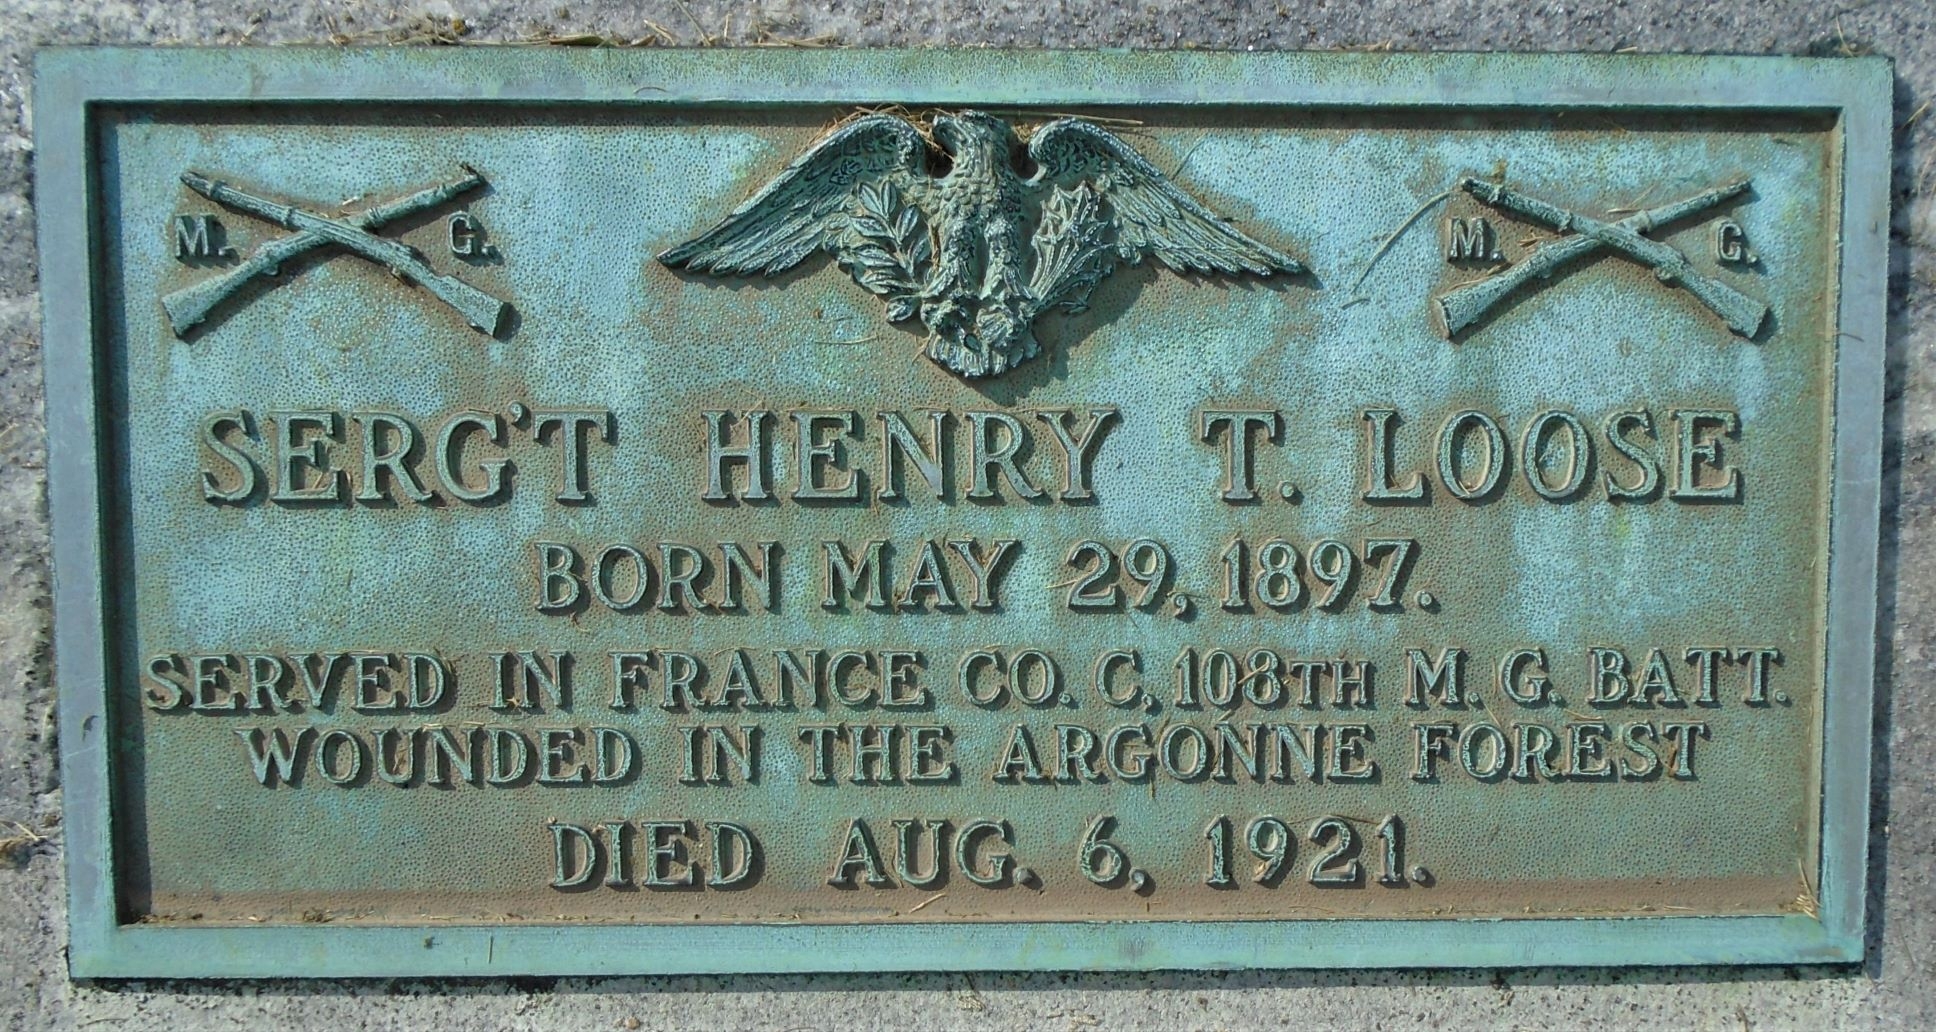 M. G. M. G.
SERG'T HENRY T. LOOSE
BORN MAY 29, 1897.
SERVED IN FRANCE CO. C, 108TH M. G. BATT.
WOUNDED IN THE ARGONNE FOREST
DIED AUG. 6, 1921.